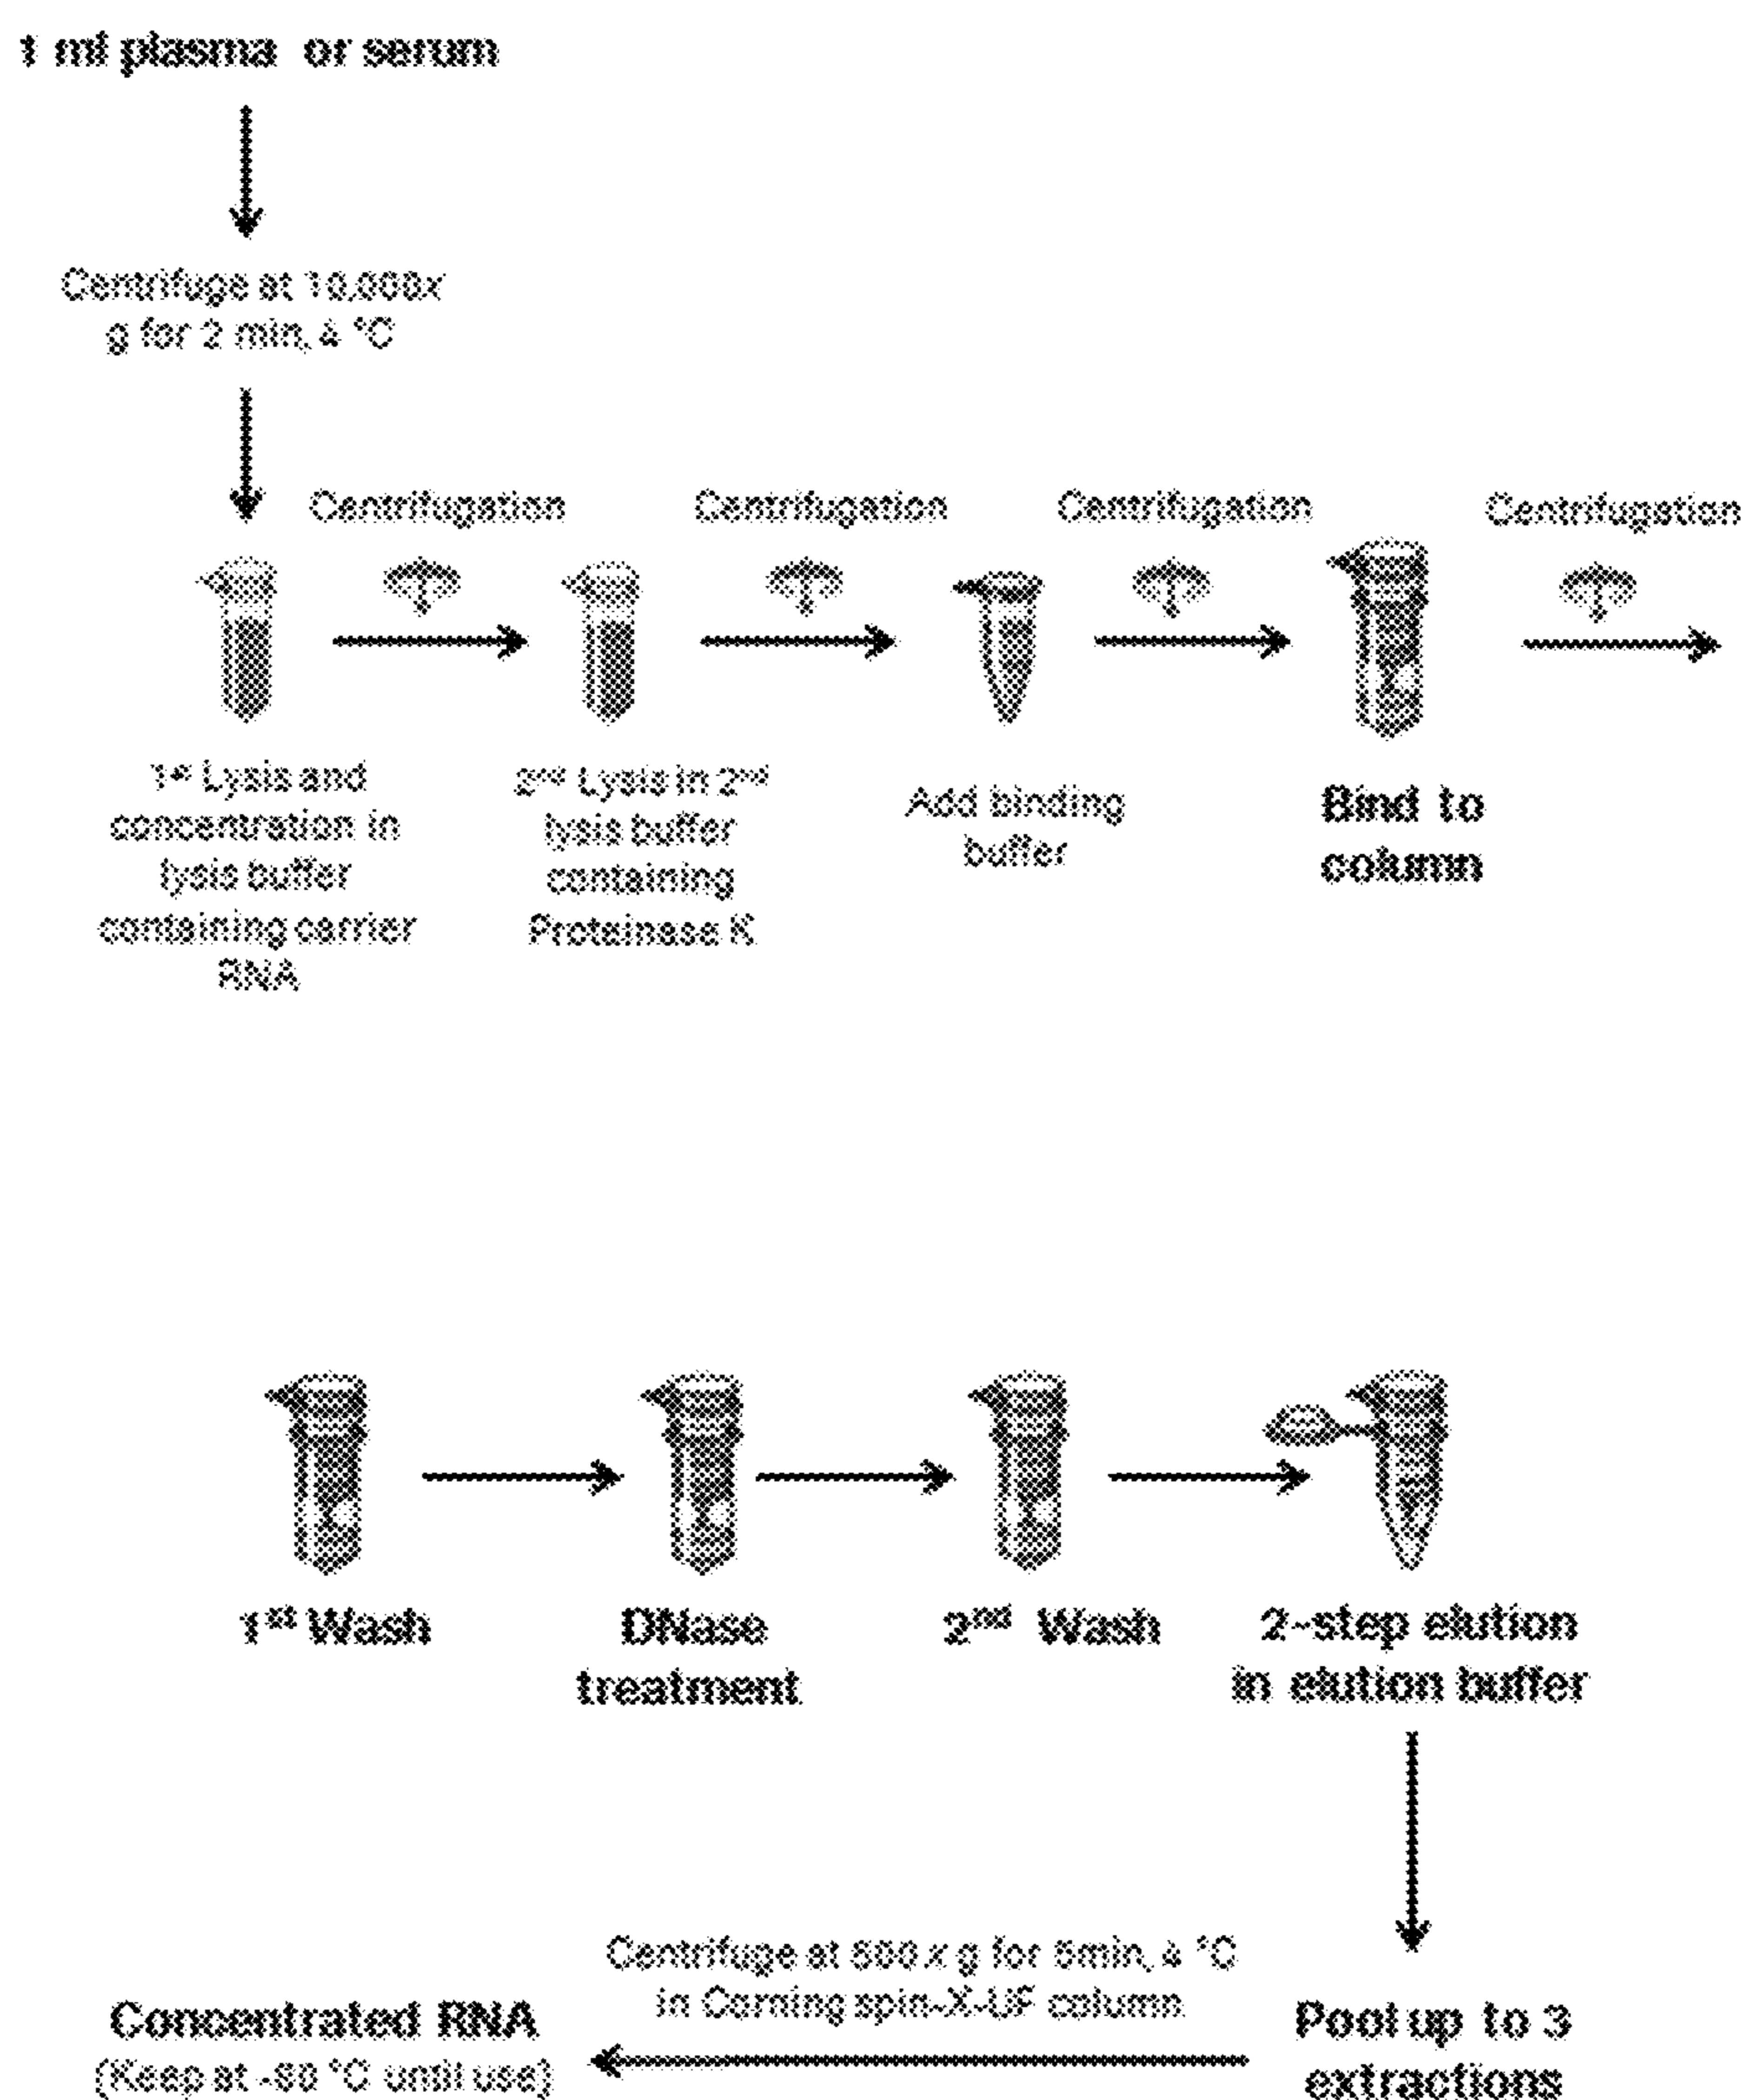 1 ml plasma or serum
Centrifuge at 10,000x
g for 2 min, 4 °C
Centrifugation
Centrifugation
Centrifugation
Centrifugation
1st Lysis and
concentration in
lysis buffer
containing carrier
RNA
2nd Lysis in 2nd
lysis buffer
containing
Proteinase K
Add binding
buffer
Bind to
column
1st Wash
DNase
treatment
2nd Wash
2-step elution
in elution buffer
Centrifuge at x g for 4 °C
in Corning spin-X-UF column
Pool up to 3
extractions
Concentrated RNA
(Keep at °C until use)